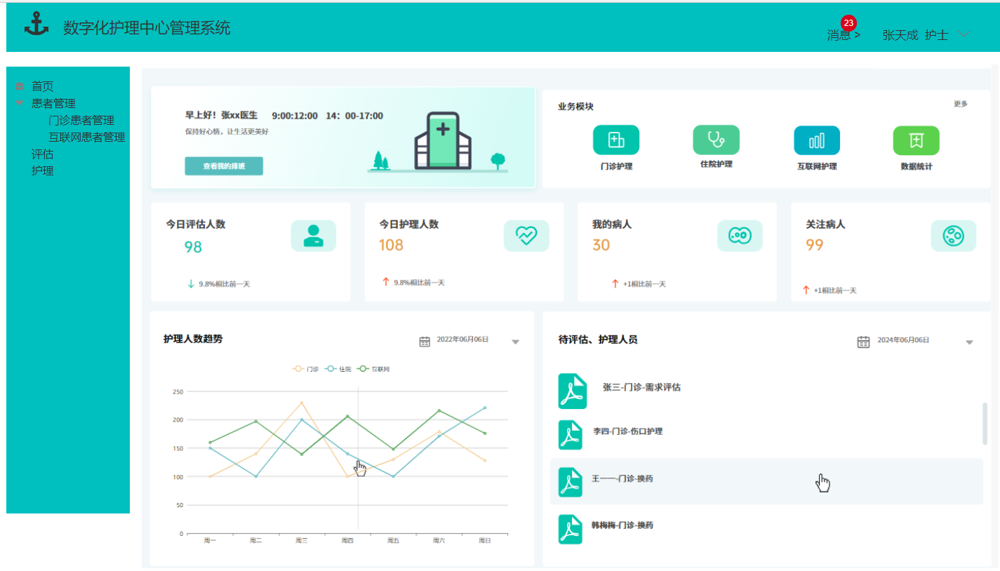 数字化护理中心管理系统
23
消息 >
张天成 护士
首页
患者管理
门诊患者管理
互联网患者管理
评估
护理
早上好！张xx医生 9:00:12:00 14：00-17:00
保持好心情，让生活更美好
查看我的排班
业务模块
更多
门诊护理
住院护理
互联网护理
数据统计
今日评估人数
98
9.8%相比前一天
今日护理人数
108
9.8%相比前一天
我的病人
30
+1相比前一天
关注病人
99
+1相比前一天
护理人数趋势
2022年06月06日
门诊 住院 互联网
250
200
150
100
50
0
周一 周二 周三 周四 周五 周六 周日
待评估、护理人员
2024年06月06日
张三-门诊-需求评估
李四-门诊-伤口护理
王一一-门诊-换药
韩梅梅-门诊-换药